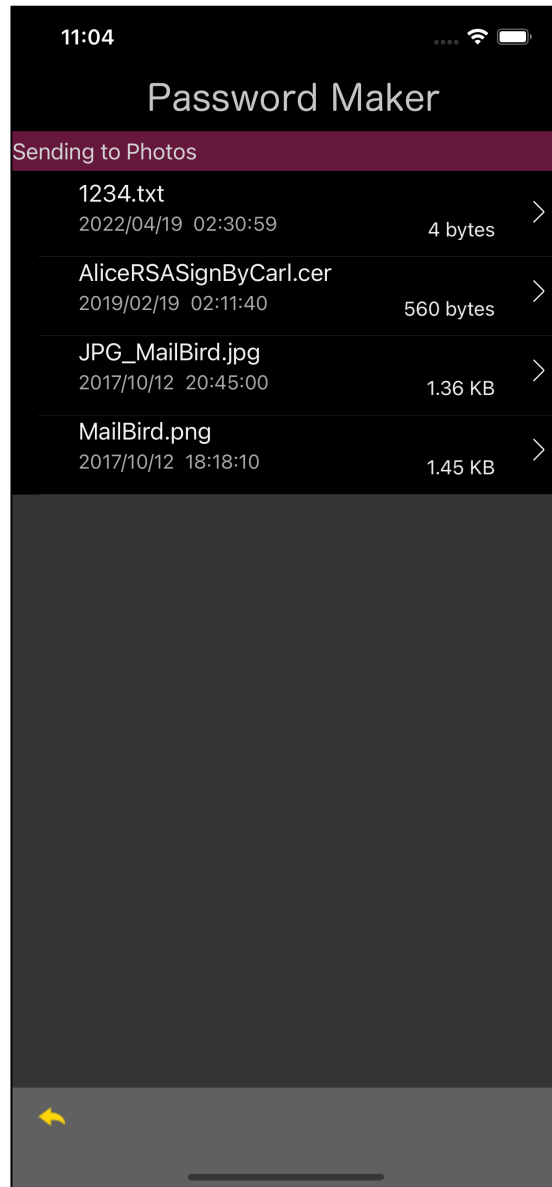 11:04
Password Maker
Sending to Photos
1234.txt
2022/04/19 02:30:59
4 bytes
AliceRSASignByCarl.cer
2019/02/19 02:11:40
560 bytes
JPG_MailBird.jpg
2017/10/12 20:45:00
1.36 KB
MailBird.png
2017/10/12 18:18:10
1.45 KB